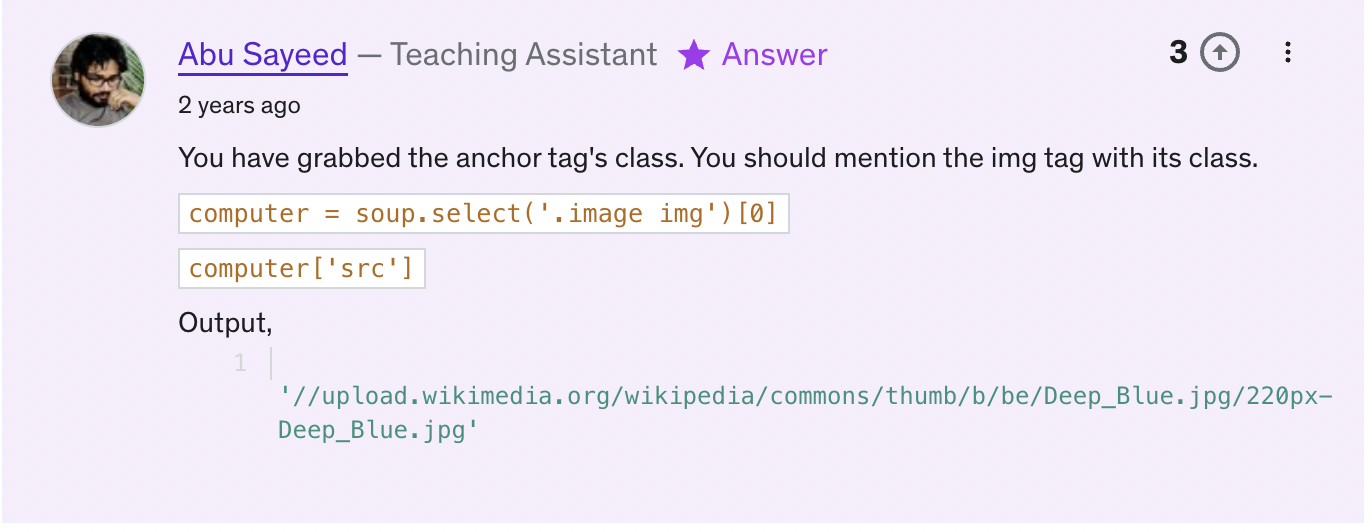 Abu Sayeed — Teaching Assistant ★ Answer 3
2 years ago
You have grabbed the anchor tag's class. You should mention the img tag with its class.
computer = soup.select('.image img')[0]
computer['src']
Output,
1
'//upload.wikimedia.org/wikipedia/commons/thumb/b/be/Deep_Blue.jpg/220px-
Deep_Blue.jpg'